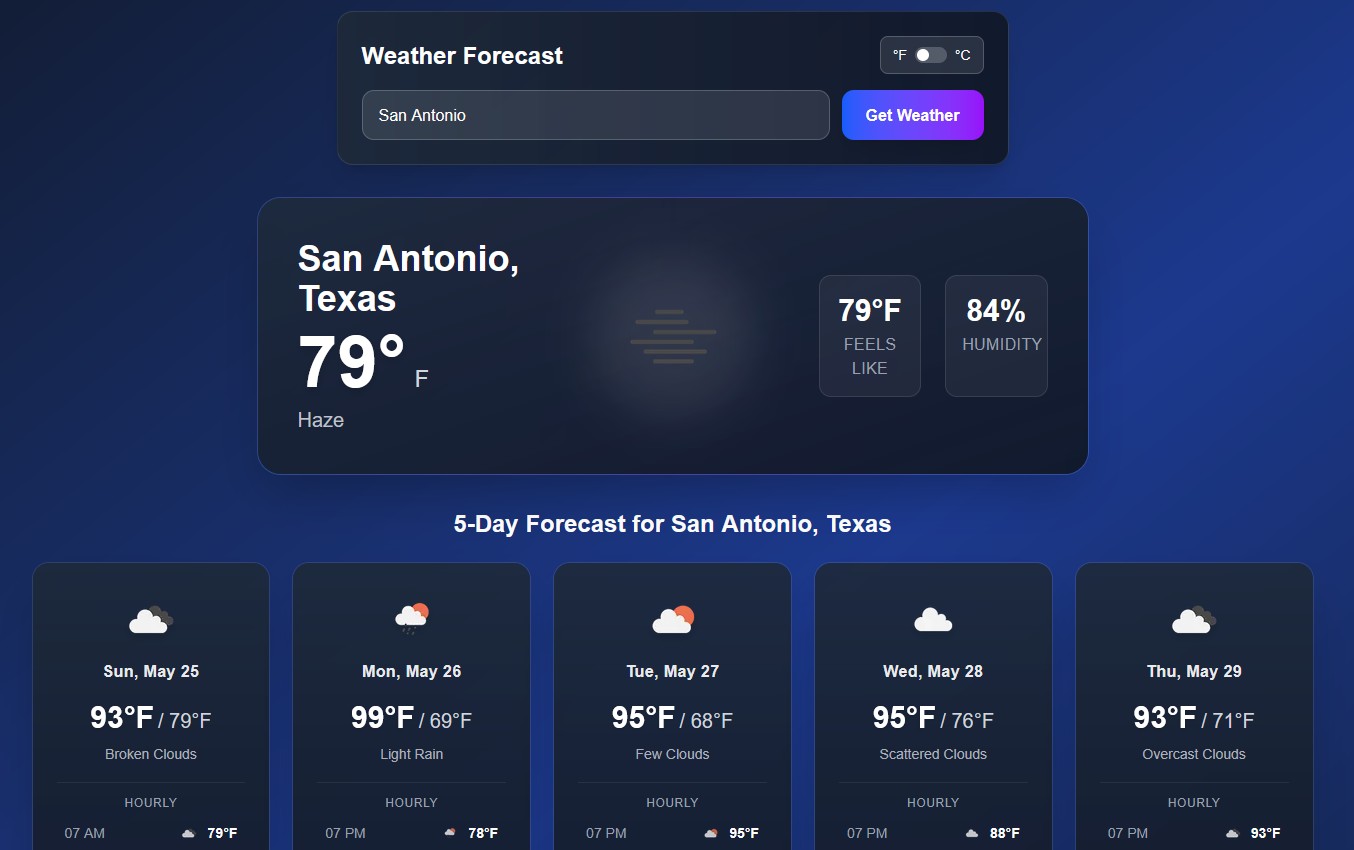 Weather Forecast
°F °C
San Antonio
Get Weather
San Antonio,
Texas
79° F
Haze
79°F
FEELS
LIKE
84%
HUMIDITY
5-Day Forecast for San Antonio, Texas
Sun, May 25
93°F / 79°F
Broken Clouds
HOURLY
07 AM 79°F
Mon, May 26
99°F / 69°F
Light Rain
HOURLY
07 PM 78°F
Tue, May 27
95°F / 68°F
Few Clouds
HOURLY
07 PM 95°F
Wed, May 28
95°F / 76°F
Scattered Clouds
HOURLY
07 PM 88°F
Thu, May 29
93°F / 71°F
Overcast Clouds
HOURLY
07 PM 93°F